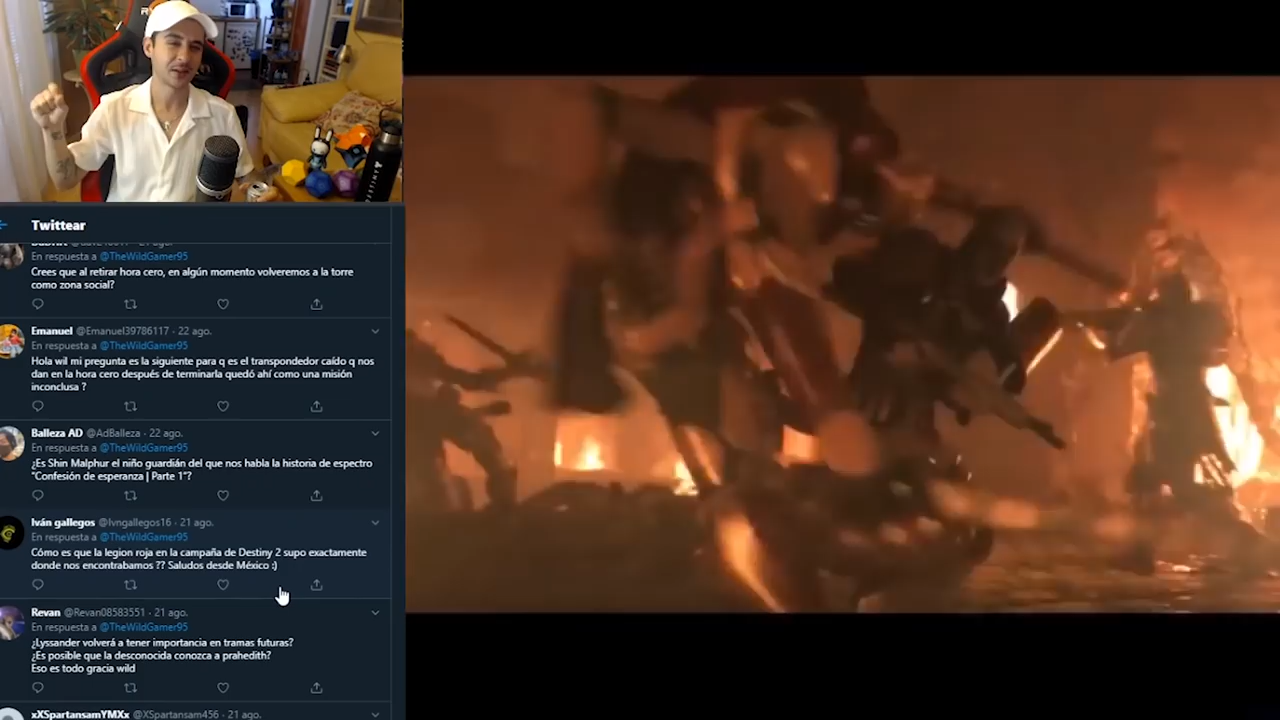 Twittear
En respuesta a @TheWildGamer95
Crees que al retirar hora cero, en algún momento volveremos a la torre
como zona social?
Emanuel @Emanuel39786117 · 22 ago.
En respuesta a @TheWildGamer95
Hola wil mi pregunta es la siguiente para q es el transpondedor caído q nos
dan en la hora cero después de terminarla quedó ahí como una misión
inconclusa ?
Balleza AD @AdBalleza · 22 ago.
En respuesta a @TheWildGamer95
¿Es Shin Malphur el niño guardián del que nos habla la historia de espectro
"Confesión de esperanza | Parte 1"?
Iván gallegos @Ivngallegos16 · 21 ago.
En respuesta a @TheWildGamer95
Cómo es que la legion roja en la campaña de Destiny 2 supo exactamente
donde nos encontrabamos ?? Saludos desde México :)
Revan @Revan08583551 · 21 ago.
En respuesta a @TheWildGamer95
¿Lyssander volverá a tener importancia en tramas futuras?
¿Es posible que la desconocida conozca a prahedith?
Eso es todo gracia wild
xXSpartansamYMXx @XSpartansam456 · 21 ago.